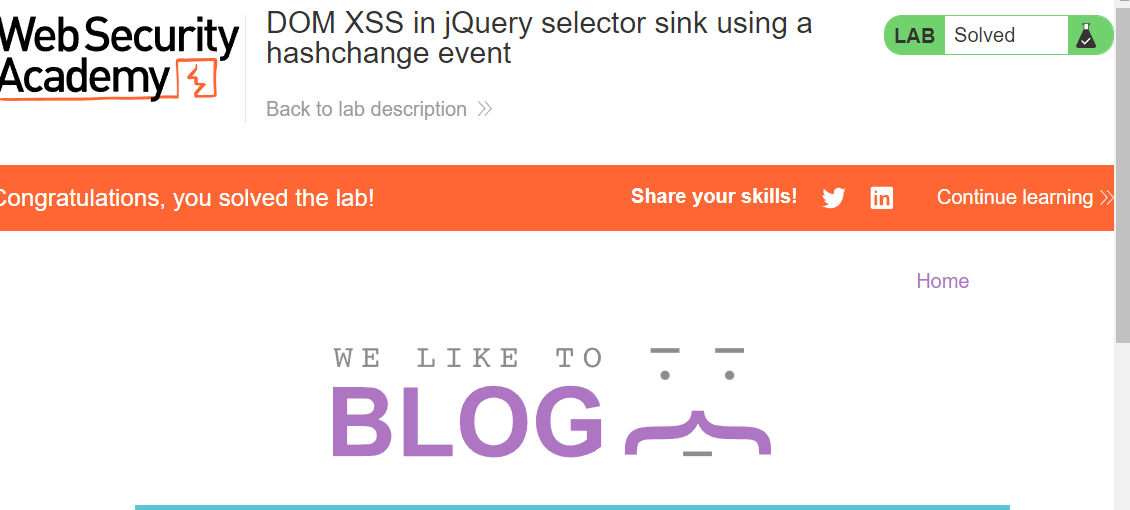 Web Security
Academy
DOM XSS in jQuery selector sink using a
hashchange event
Back to lab description
LAB Solved
Congratulations, you solved the lab!
Share your skills!
in
Continue learning
Home
WE LIKE TO
BLOG